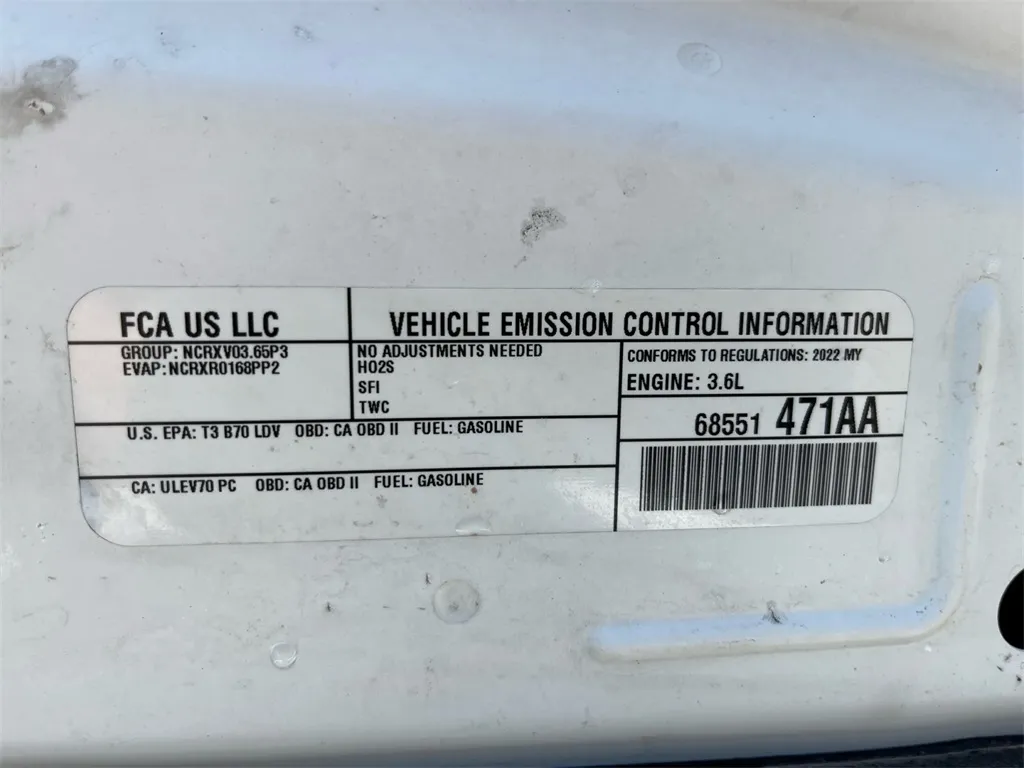 FCA US LLC
VEHICLE EMISSION CONTROL INFORMATION
GROUP: NCRXV03.65P3
EVAP: NCRXR0168PP2
NO ADJUSTMENTS NEEDED
HO2S
SFI
TWC
CONFORMS TO REGULATIONS: 2022 MY
ENGINE: 3.6L
68551 471AA
U.S. EPA: T3 B70 LDV OBD: CA OBD II FUEL: GASOLINE
CA: ULEV70 PC OBD: CA OBD II FUEL: GASOLINE